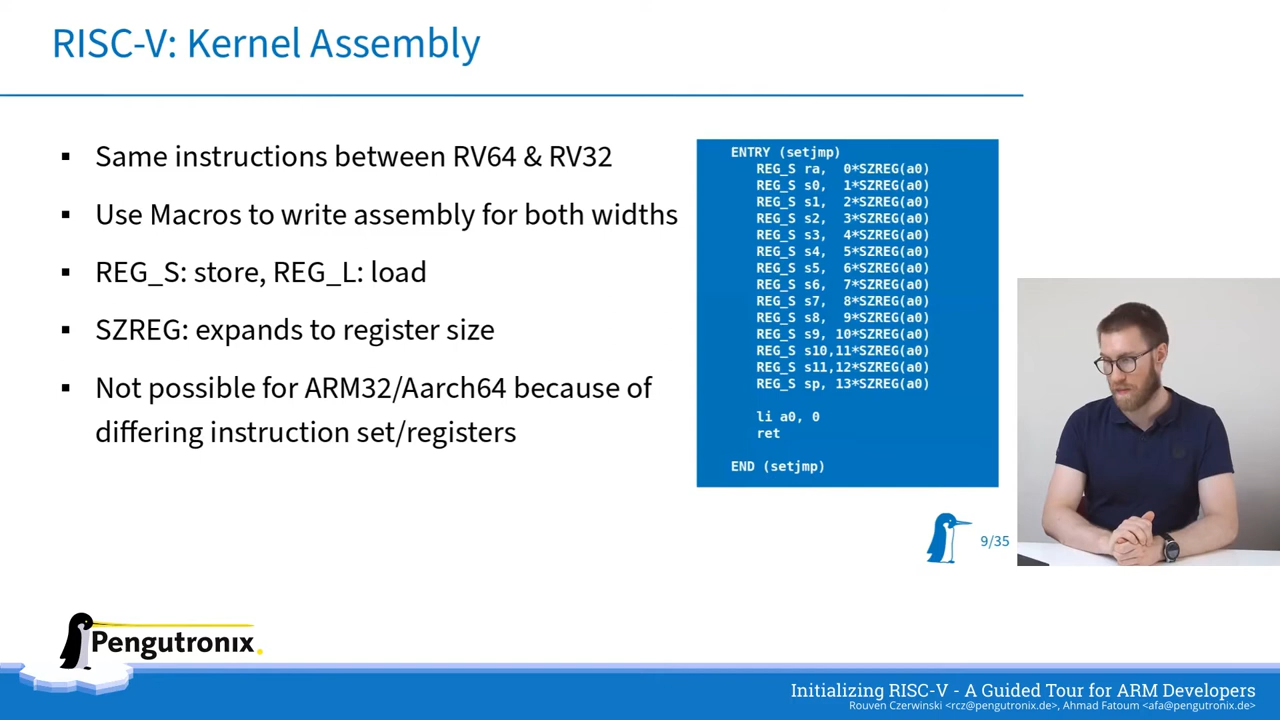 RISC-V: Kernel Assembly
▪ Same instructions between RV64 & RV32
▪ Use Macros to write assembly for both widths
▪ REG_S: store, REG_L: load
▪ SZREG: expands to register size
▪ Not possible for ARM32/Aarch64 because of
differing instruction set/registers
ENTRY (setjmp)
REG_S ra, 0*SZREG(a0)
REG_S s0, 1*SZREG(a0)
REG_S s1, 2*SZREG(a0)
REG_S s2, 3*SZREG(a0)
REG_S s3, 4*SZREG(a0)
REG_S s4, 5*SZREG(a0)
REG_S s5, 6*SZREG(a0)
REG_S s6, 7*SZREG(a0)
REG_S s7, 8*SZREG(a0)
REG_S s8, 9*SZREG(a0)
REG_S s9, 10*SZREG(a0)
REG_S s10,11*SZREG(a0)
REG_S s11,12*SZREG(a0)
REG_S sp, 13*SZREG(a0)
li a0, 0
ret
END (setjmp)
9/35
Pengutronix
Initializing RISC-V - A Guided Tour for ARM Developers
Rouven Czerwinski <rcz@pengutronix.de>, Ahmad Fatoum <afa@pengutronix.de>